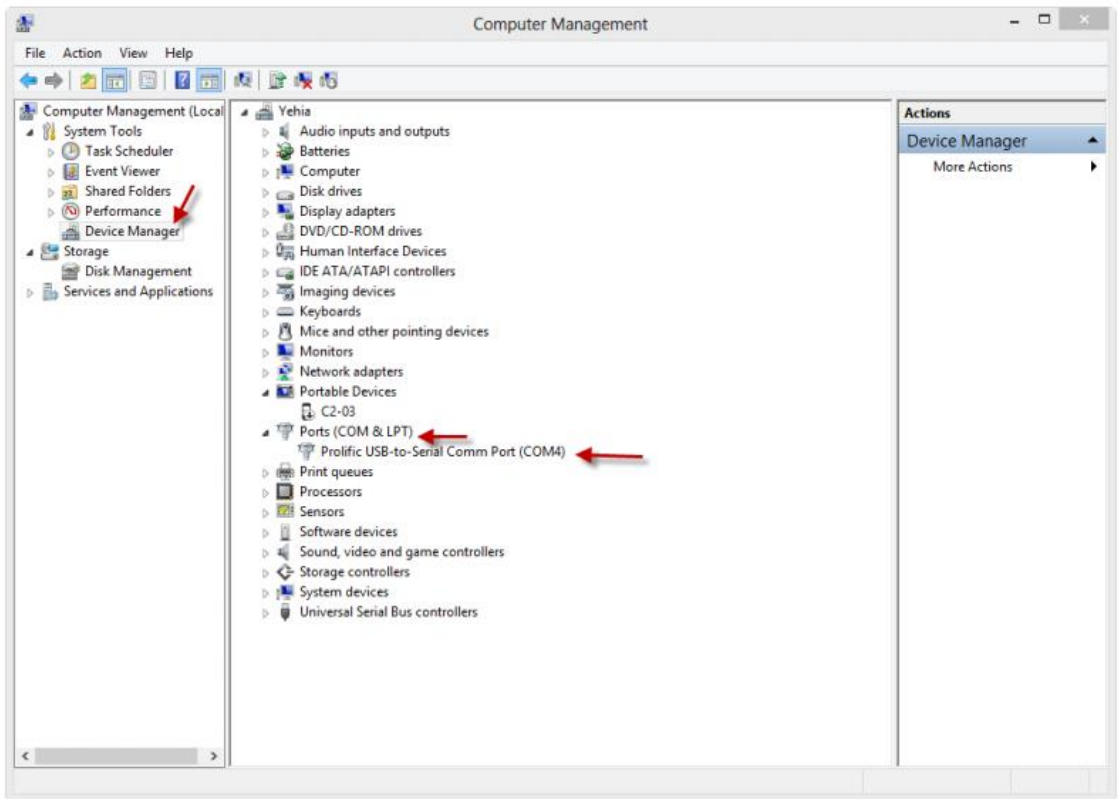 Computer Management
File Action View Help
Computer Management (Local
System Tools
Task Scheduler
Event Viewer
Shared Folders
Performance
Device Manager
Storage
Disk Management
Services and Applications
Yehia
Audio inputs and outputs
Batteries
Computer
Disk drives
Display adapters
DVD/CD-ROM drives
Human Interface Devices
IDE ATA/ATAPI controllers
Imaging devices
Keyboards
Mice and other pointing devices
Monitors
Network adapters
Portable Devices
C2-03
Ports (COM & LPT)
Prolific USB-to-Serial Comm Port (COM4)
Print queues
Processors
Sensors
Software devices
Sound, video and game controllers
Storage controllers
System devices
Universal Serial Bus controllers
Actions
Device Manager
More Actions